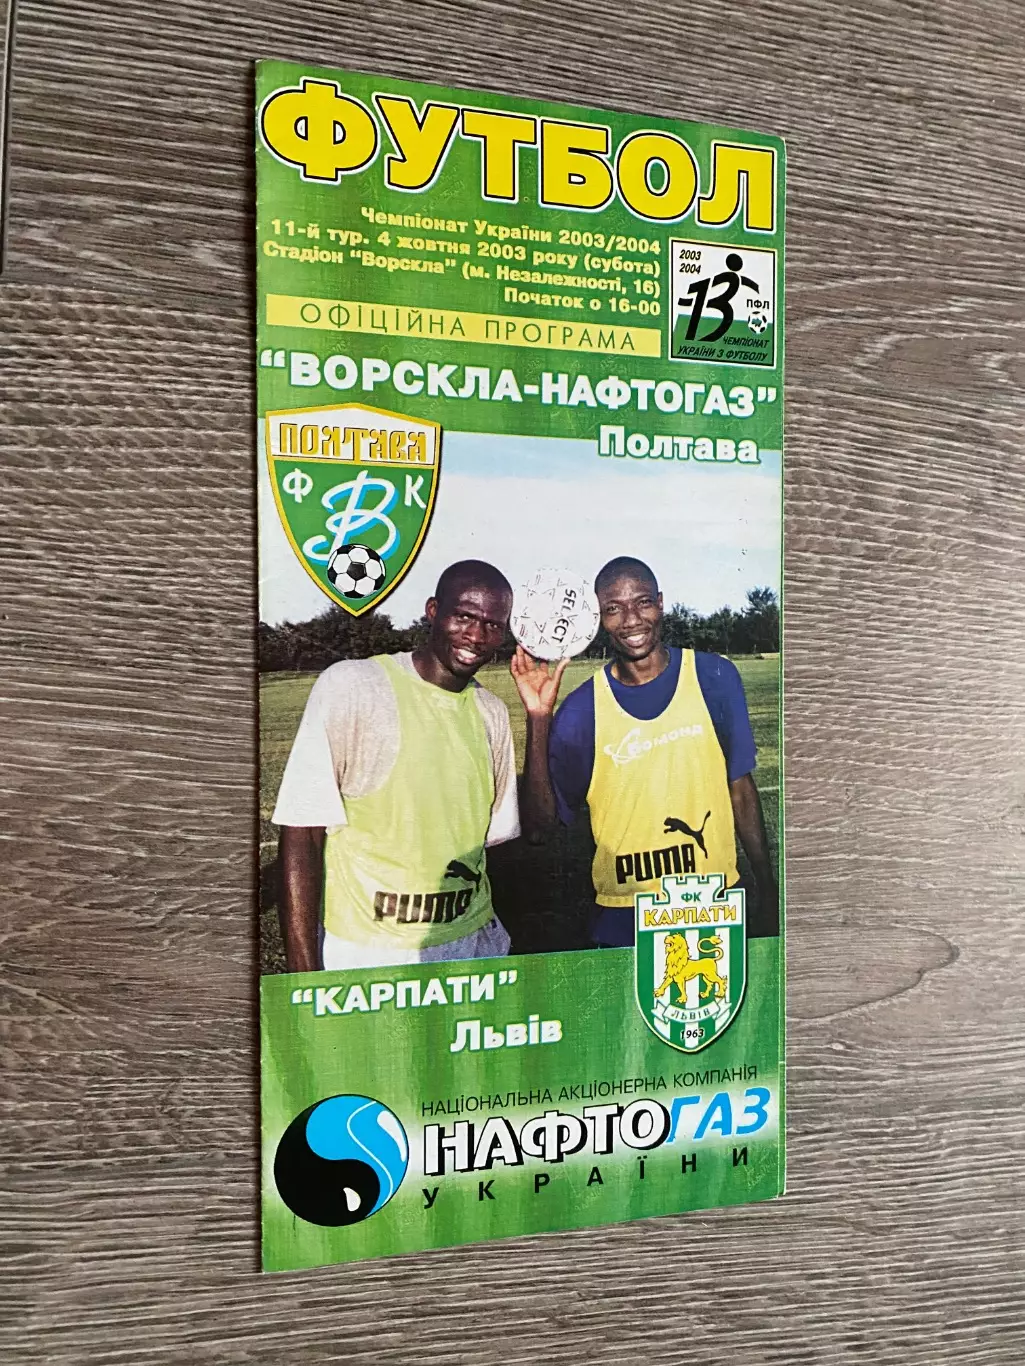 ФУТБОЛ
Чемпіонат України 2003/2004
11-й тур. 4 жовтня 2003 року (субота)
Стадіон "Ворскла" (м. Незалежності, 16)
Початок о 16-00
2003
2004
13
ПФЛ
ЧЕМПІОНАТ
УКРАЇНИ З ФУТБОЛУ
ОФІЦІЙНА ПРОГРАМА
"ВОРСКЛА-НАФТОГАЗ"
Полтава
ПОЛТАВА
Ф К
В
SELECT
БОМОНД
PUMA
PUMA
ФК
КАРПАТИ
ЛЬВІВ
1963
"КАРПАТИ"
Львів
НАЦІОНАЛЬНА АКЦІОНЕРНА КОМПАНІЯ
НАФТОГАЗ
УКРАЇНИ